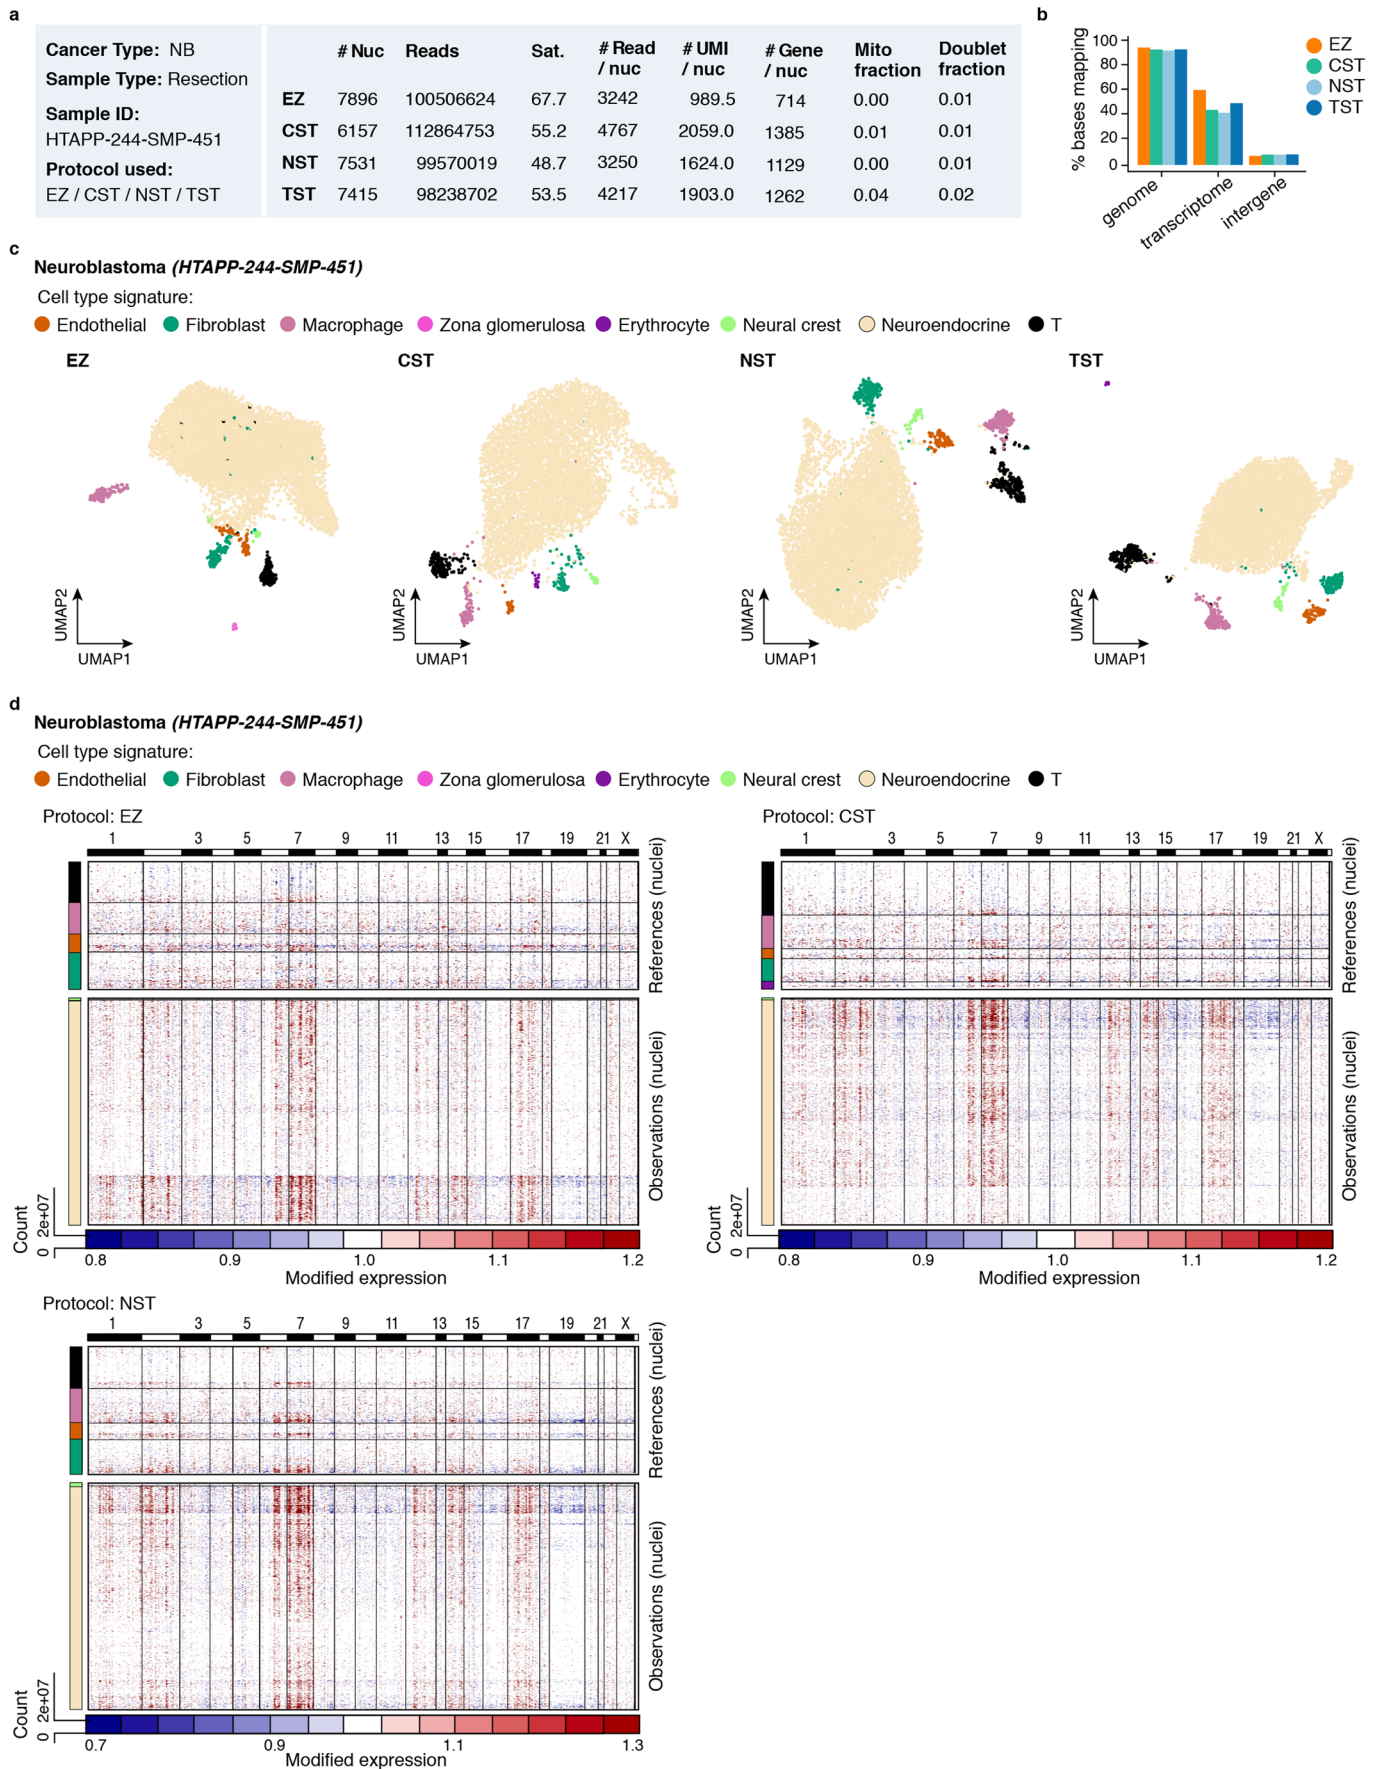 a
Cancer Type: NB
Sample Type: Resection
Sample ID:
HTAPP-244-SMP-451
Protocol used:
EZ / CST / NST / TST
# Nuc Reads Sat. # Read / nuc # UMI / nuc # Gene / nuc Mito fraction Doublet fraction
EZ 7896 100506624 67.7 3242 989.5 714 0.00 0.01
CST 6157 112864753 55.2 4767 2059.0 1385 0.01 0.01
NST 7531 99570019 48.7 3250 1624.0 1129 0.00 0.01
TST 7415 98238702 53.5 4217 1903.0 1262 0.04 0.02
b
% bases mapping
100
80
60
40
20
0
genome transcriptome intergene
EZ
CST
NST
TST
c
Neuroblastoma (HTAPP-244-SMP-451)
Cell type signature:
Endothelial Fibroblast Macrophage Zona glomerulosa Erythrocyte Neural crest Neuroendocrine T
EZ CST NST TST
UMAP2 UMAP2 UMAP2 UMAP2
UMAP1 UMAP1 UMAP1 UMAP1
d
Neuroblastoma (HTAPP-244-SMP-451)
Cell type signature:
Endothelial Fibroblast Macrophage Zona glomerulosa Erythrocyte Neural crest Neuroendocrine T
Protocol: EZ
1 3 5 7 9 11 13 15 17 19 21 X
References (nuclei)
Observations (nuclei)
Count
0 2e+07
0.8 0.9 1.0 1.1 1.2
Modified expression
Protocol: CST
1 3 5 7 9 11 13 15 17 19 21 X
References (nuclei)
Observations (nuclei)
Count
0 2e+07
0.8 0.9 1.0 1.1 1.2
Modified expression
Protocol: NST
1 3 5 7 9 11 13 15 17 19 21 X
References (nuclei)
Observations (nuclei)
Count
0 2e+07
0.7 0.9 1.1 1.3
Modified expression